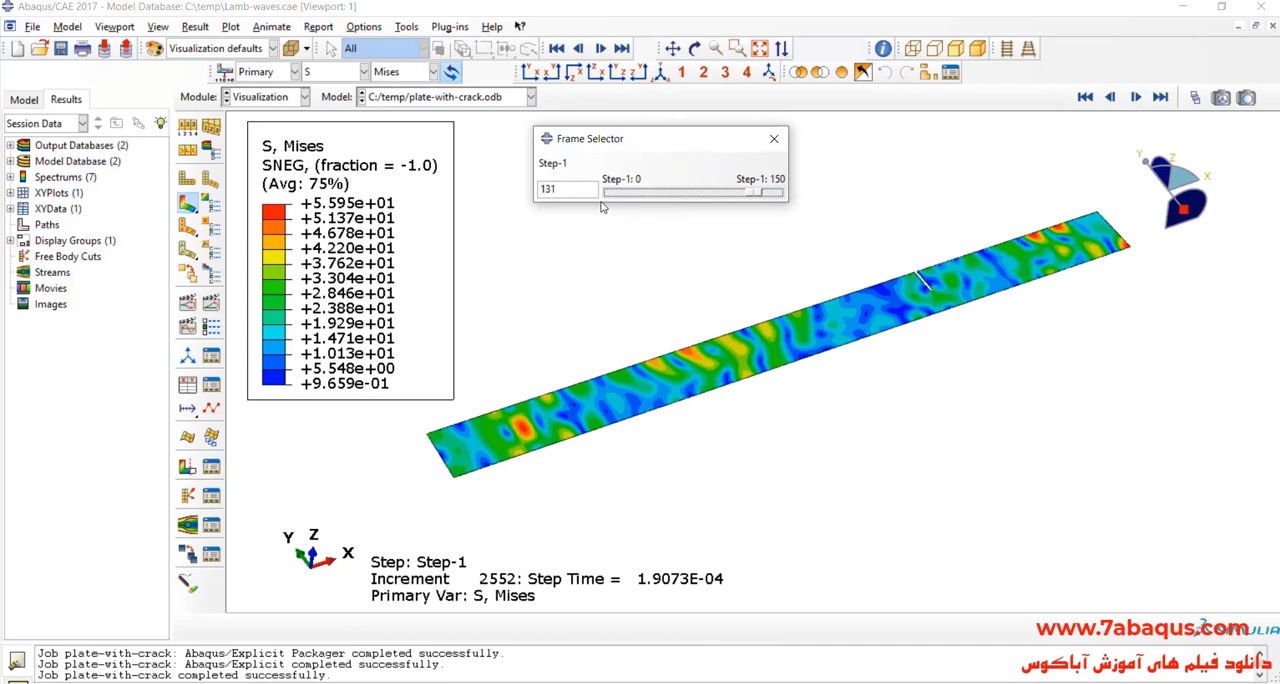 Abaqus/CAE 2017 - Model Database: C:\temp\Lamb-waves.cae [Viewport: 1]
File Model Viewport View Result Plot Animate Report Options Tools Plug-ins Help
Visualization defaults All
Primary S Mises 1 2 3 4
Model Results Module: Visualization Model: C:/temp/plate-with-crack.odb
Session Data
Output Databases (2)
Model Database (2)
Spectrums (7)
XYPlots (1)
XYData (1)
Paths
Display Groups (1)
Free Body Cuts
Streams
Movies
Images
S, Mises
SNEG, (fraction = -1.0)
(Avg: 75%)
+5.595e+01
+5.137e+01
+4.678e+01
+4.220e+01
+3.762e+01
+3.304e+01
+2.846e+01
+2.388e+01
+1.929e+01
+1.471e+01
+1.013e+01
+5.548e+00
+9.659e-01
Frame Selector
Step-1
Step-1: 0 Step-1: 150
131
Y Z X
Y Z X
Step: Step-1
Increment 2552: Step Time = 1.9073E-04
Primary Var: S, Mises
www.7abaqus.com
دانلود فیلم های آموزش آباکوس
Job plate-with-crack: Abaqus/Explicit Packager completed successfully.
Job plate-with-crack: Abaqus/Explicit completed successfully.
Job plate-with-crack completed successfully.